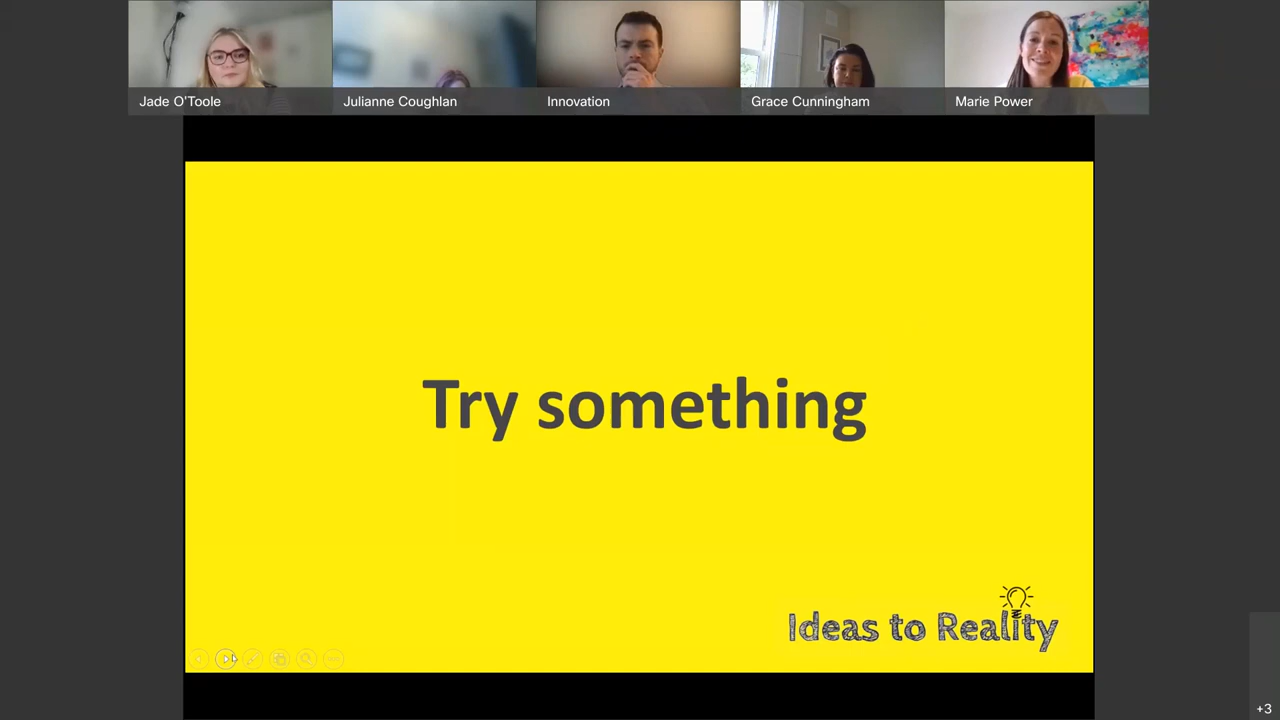 Jade O'Toole
Julianne Coughlan
Innovation
Grace Cunningham
Marie Power
Try something
Ideas to Reality
+3